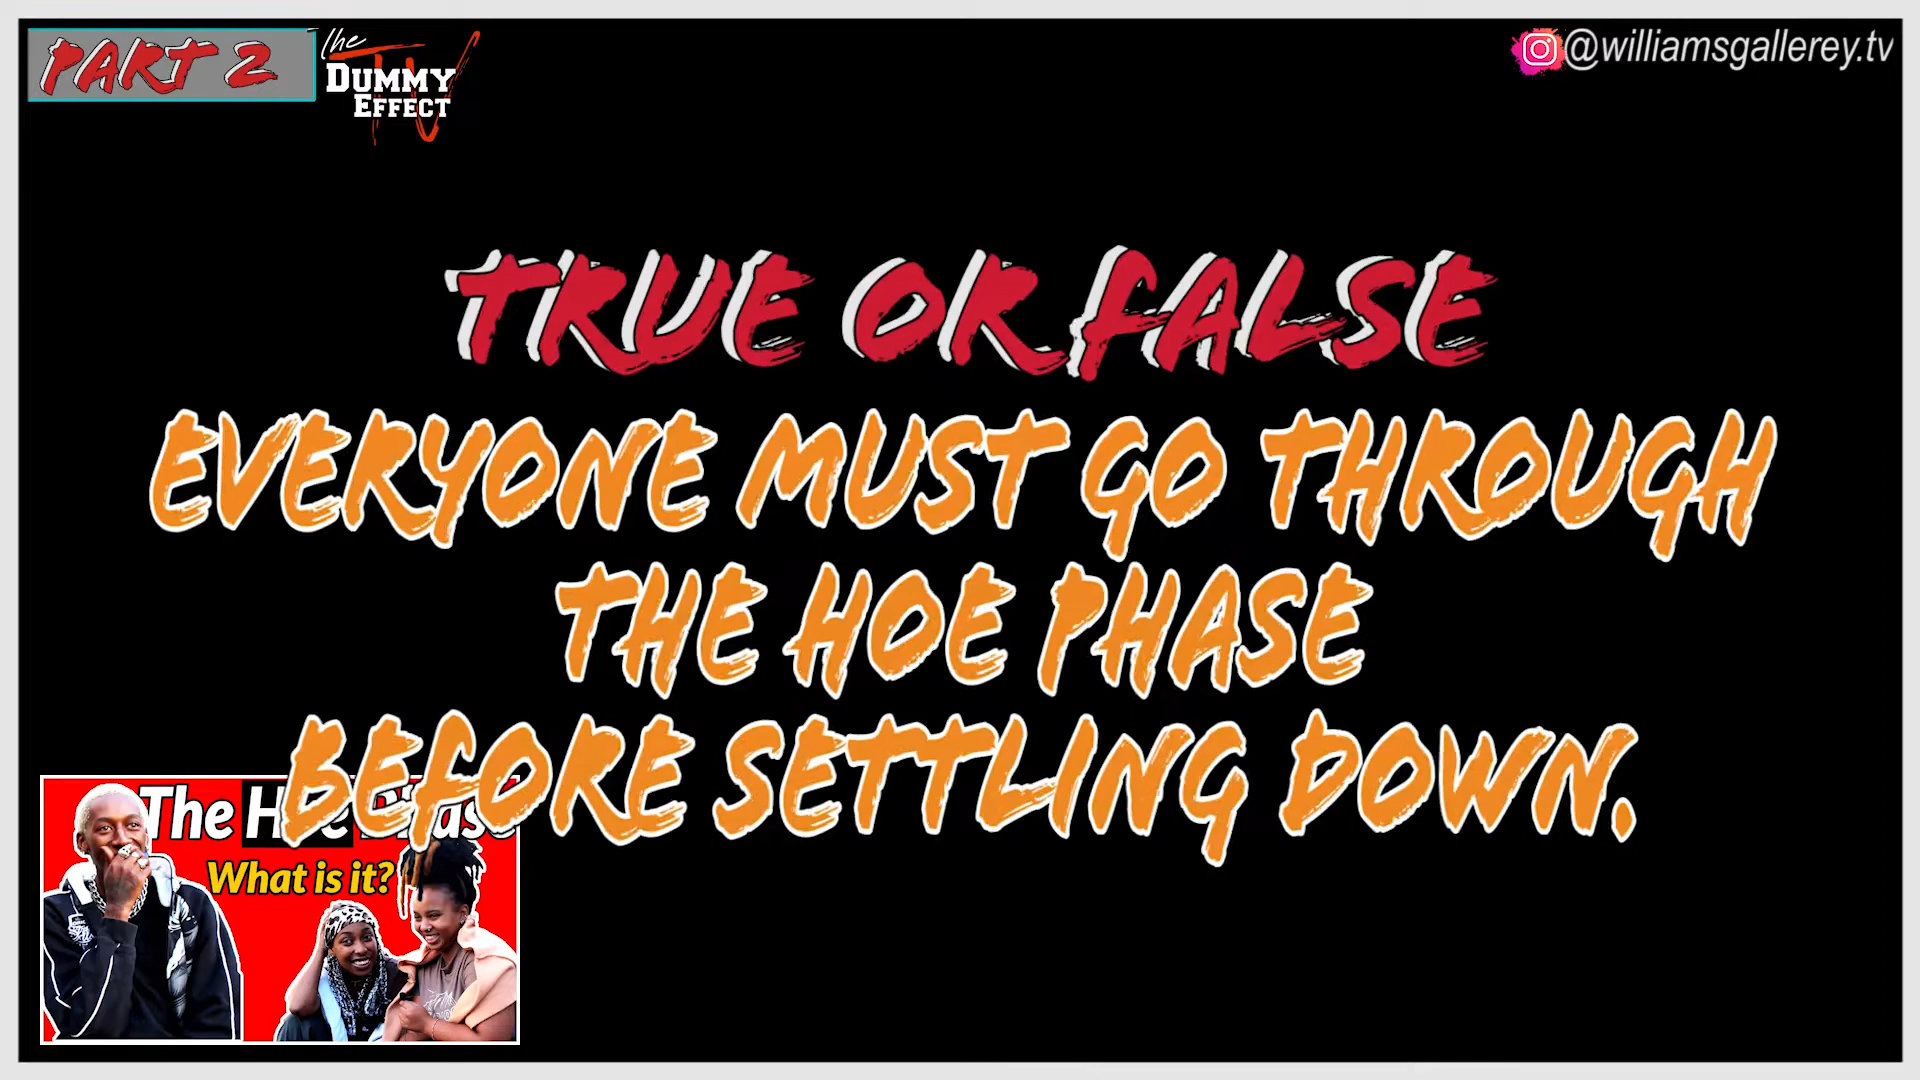 PART 2
The
DUMMY
EFFECT
TV
@williamsgallerey.tv
TRUE OR FALSE
EVERYONE MUST GO THROUGH
THE HOE PHASE
BEFORE SETTLING DOWN.
The
What is it?